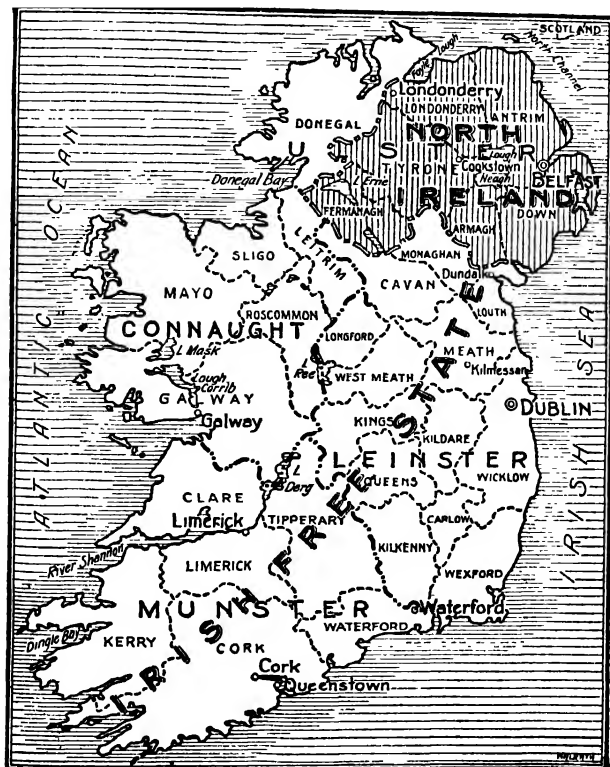 SCOTLAND
North Channel
Lough
Foyle
Londonderry
LONDONDERRY
ANTRIM
DONEGAL
NORTH
ULSTER
TYRONE
Lough
Cookstown
Neagh
BELFAST
Donegal Bay
L Erne
IRELAND
DOWN
FERMANAGH
ARMAGH
MONAGHAN
ATLANTIC OCEAN
SLIGO
LEITRIM
CAVAN
Dundalk
LOUTH
MAYO
ROSCOMMON
LONGFORD
CONNAUGHT
MEATH
Kilmessan
L Mask
L
Ree
WEST MEATH
Lough
Corrib
GALWAY
Galway
DUBLIN
KINGS
KILDARE
IRISH SEA
LEINSTER
L
Derg
QUEENS
WICKLOW
CLARE
Limerick
TIPPERARY
CARLOW
KILKENNY
River Shannon
LIMERICK
WEXFORD
MUNSTER
Waterford
WATERFORD
Dingle Bay
KERRY
CORK
Cork
Queenstown
IRISH FREE STATE